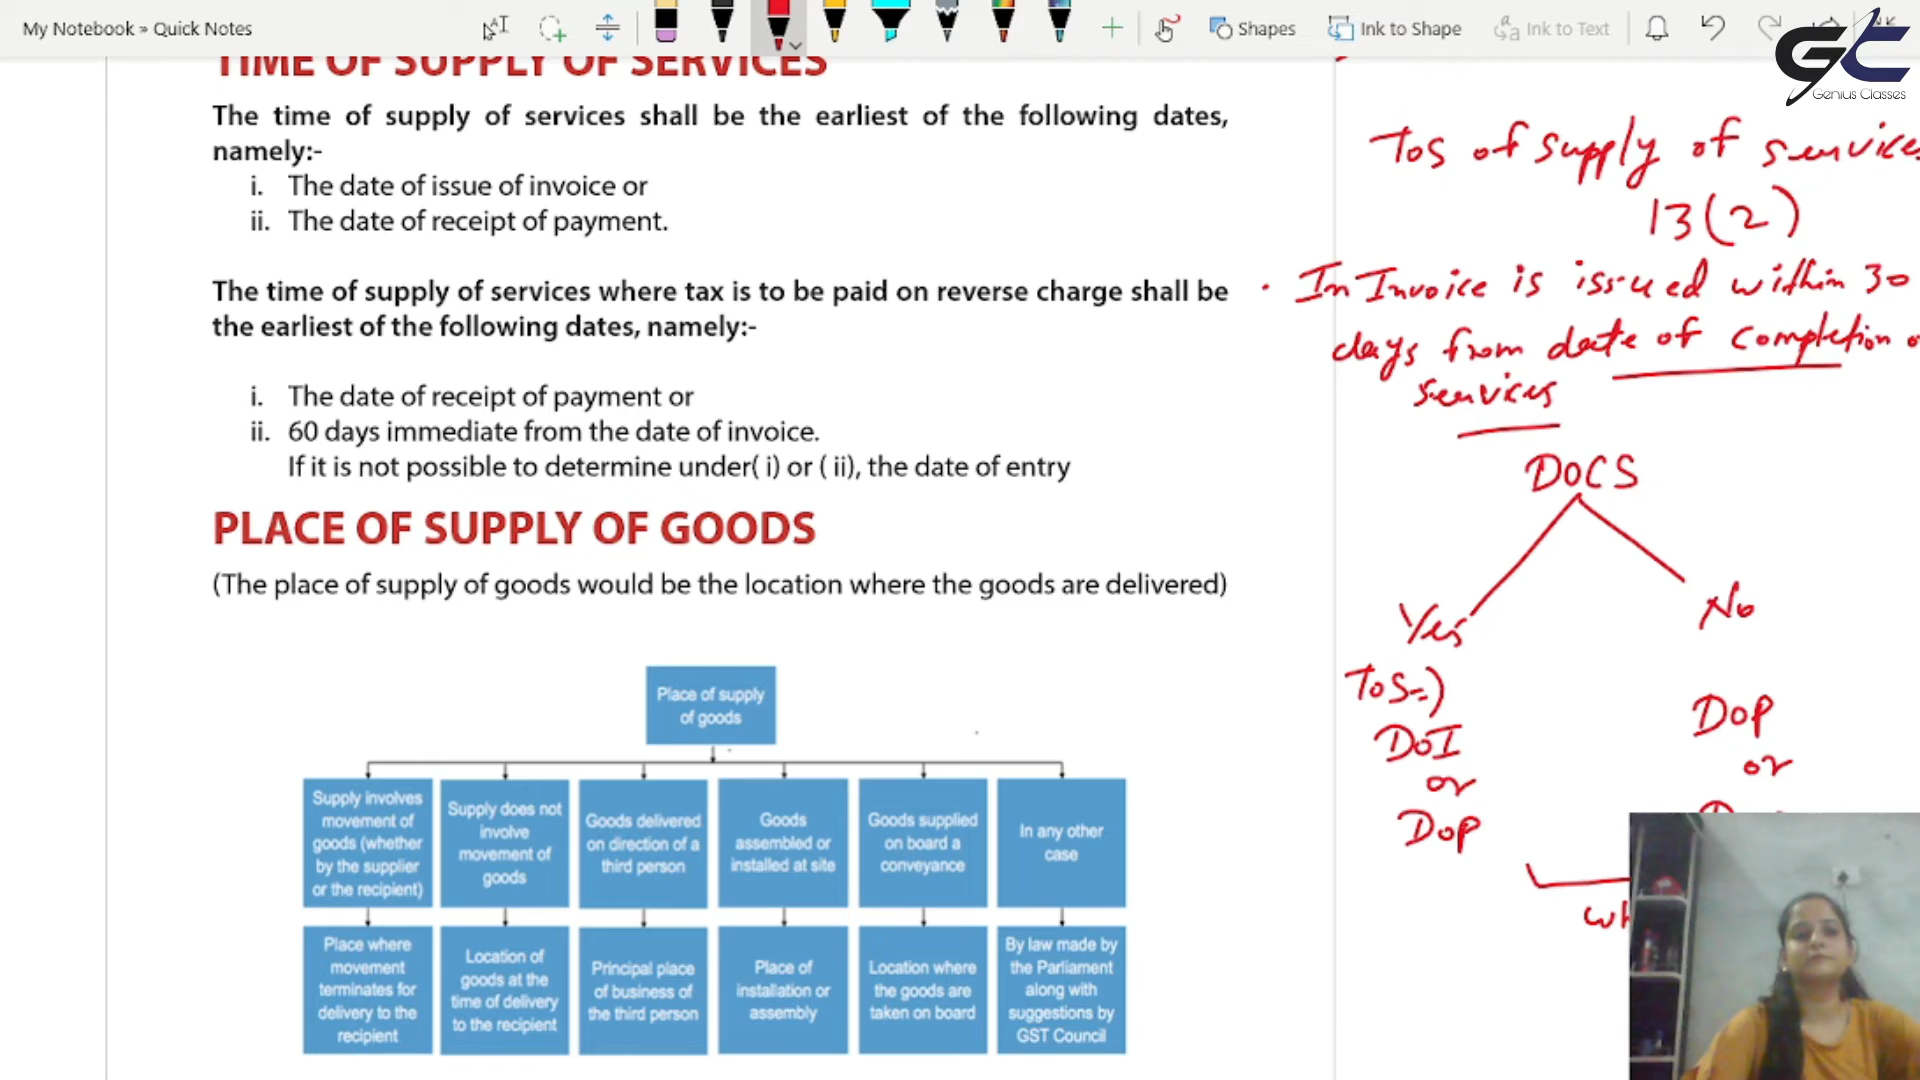 My Notebook » Quick Notes
Shapes
Ink to Shape
Ink to Text
GC
Genius Classes
TIME OF SUPPLY OF SERVICES
The time of supply of services shall be the earliest of the following dates,
namely:-
i. The date of issue of invoice or
ii. The date of receipt of payment.
The time of supply of services where tax is to be paid on reverse charge shall be
the earliest of the following dates, namely:-
i. The date of receipt of payment or
ii. 60 days immediate from the date of invoice.
If it is not possible to determine under( i) or ( ii), the date of entry
PLACE OF SUPPLY OF GOODS
(The place of supply of goods would be the location where the goods are delivered)
Place of supply
of goods
Supply involves
movement of
goods (whether
by the supplier
or the recipient)
Supply does not
involve
movement of
goods
Goods delivered
on direction of a
third person
Goods
assembled or
installed at site
Goods supplied
on board a
conveyance
In any other
case
Place where
movement
terminates for
delivery to the
recipient
Location of
goods at the
time of delivery
to the recipient
Principal place
of business of
the third person
Place of
installation or
assembly
Location where
the goods are
taken on board
By law made by
the Parliament
along with
suggestions by
GST Council
TOS of supply of services
13(2)
· In Invoice is issued within 30
days from date of completion
services
DOCS
Yes
No
TOS=)
DOI
or
DOP
DOP
or